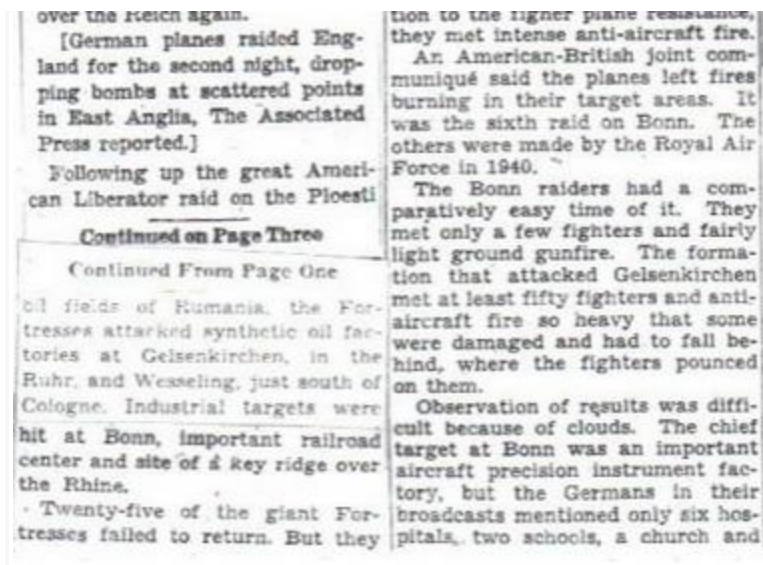 over the Reich again.
[German planes raided Eng-
land for the second night, drop-
ping bombs at scattered points
in East Anglia, The Associated
Press reported.]
Following up the great Ameri-
can Liberator raid on the Ploesti
Continued on Page Three
Continued From Page One
oil fields of Rumania, the For-
tresses attacked synthetic oil fac-
tories at Gelsenkirchen, in the
Ruhr, and Wesseling, just south of
Cologne. Industrial targets were
hit at Bonn, important railroad
center and site of a key ridge over
the Rhine.
Twenty-five of the giant For-
tresses failed to return. But they
tion to the figher plane resistance,
they met intense anti-aircraft fire.
An American-British joint com-
muniqué said the planes left fires
burning in their target areas. It
was the sixth raid on Bonn. The
others were made by the Royal Air
Force in 1940.
The Bonn raiders had a com-
paratively easy time of it. They
met only a few fighters and fairly
light ground gunfire. The forma-
tion that attacked Gelsenkirchen
met at least fifty fighters and anti-
aircraft fire so heavy that some
were damaged and had to fall be-
hind, where the fighters pounced
on them.
Observation of results was diffi-
cult because of clouds. The chief
target at Bonn was an important
aircraft precision instrument fac-
tory, but the Germans in their
broadcasts mentioned only six hos-
pitals, two schools, a church and